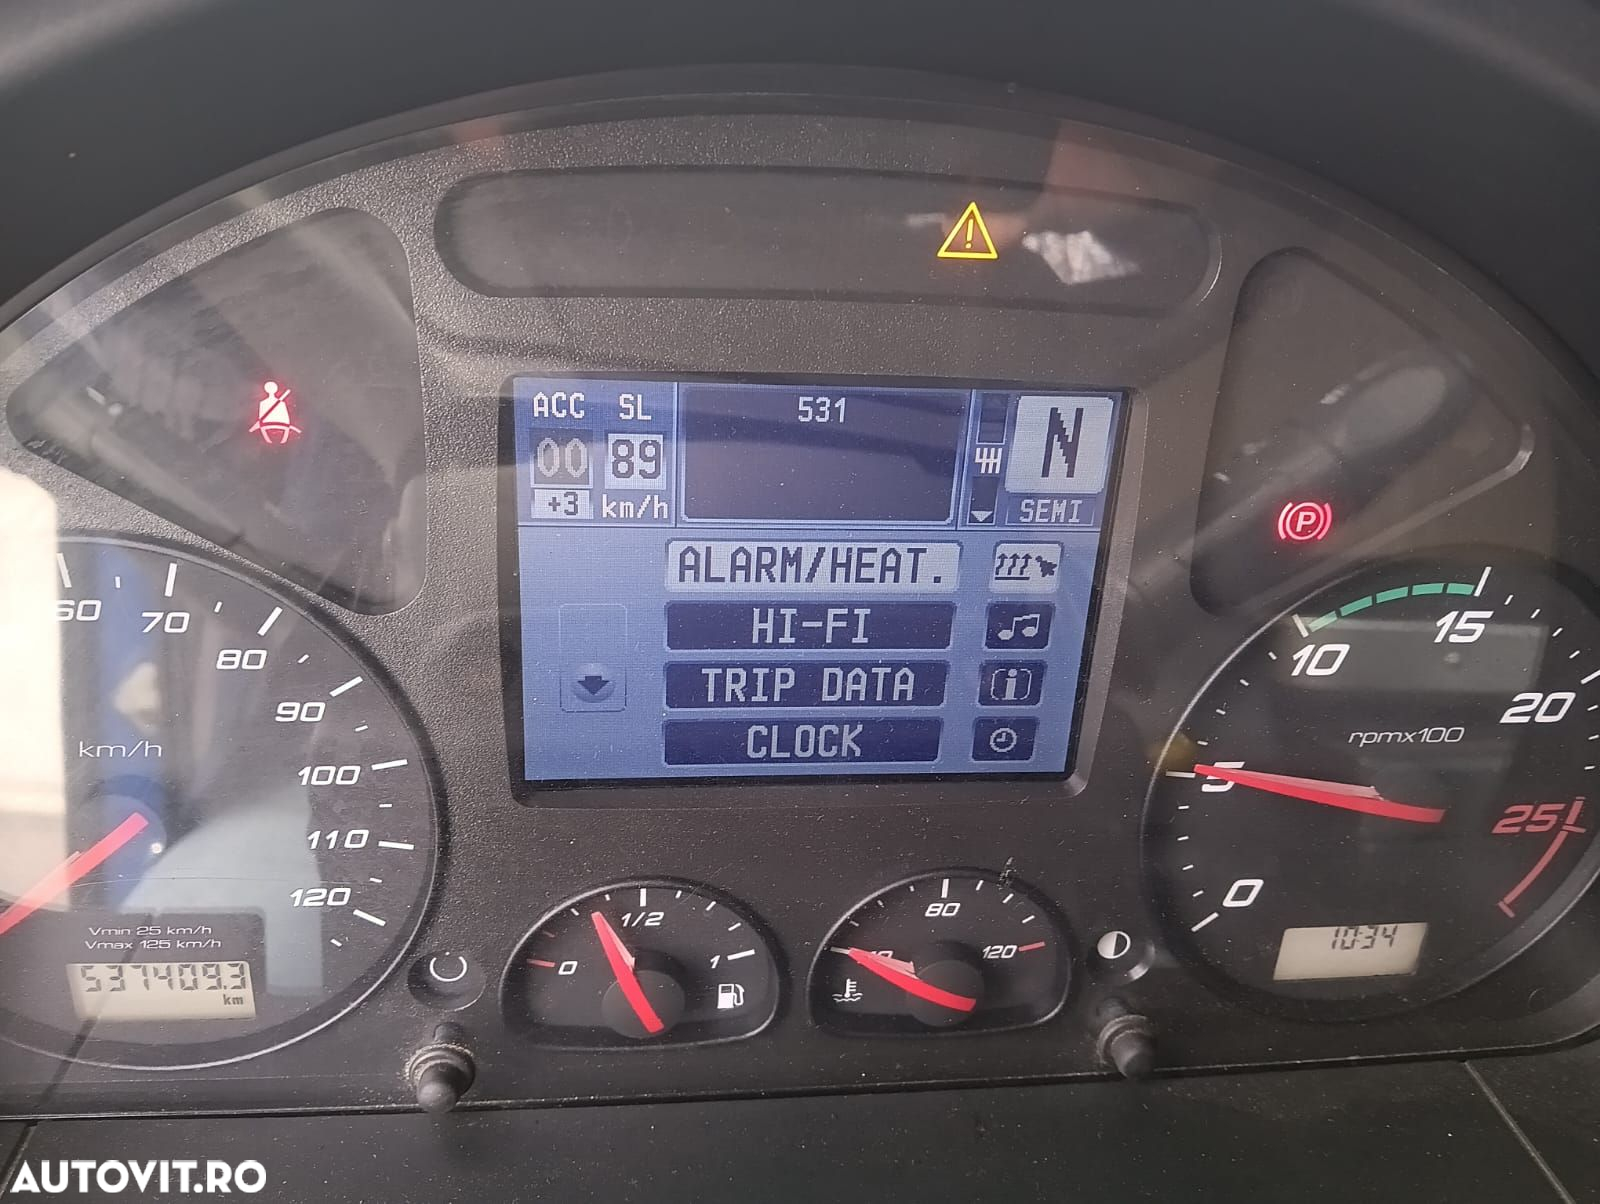 ACC SL
531
N
00 89
+3 km/h
SEMI
ALARM/HEAT.
HI-FI
TRIP DATA
CLOCK
P
60 70 80 90 100 110 120
km/h
Vmin 25 km/h
Vmax 125 km/h
537409.3
km
0 1/2 1
80 120
0 5 10 15 20 25
rpmx100
10:34
AUTOVIT.RO